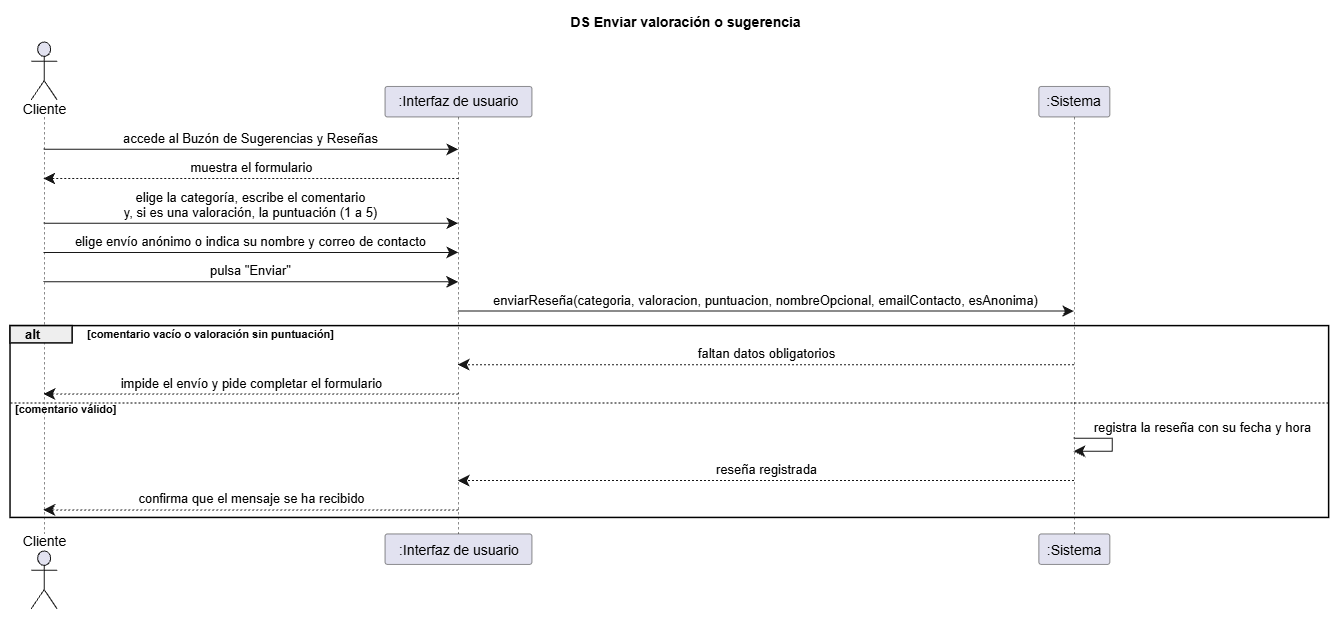 DS Enviar valoración o sugerencia
Cliente
:Interfaz de usuario
:Sistema
accede al Buzón de Sugerencias y Reseñas
muestra el formulario
elige la categoría, escribe el comentario
y, si es una valoración, la puntuación (1 a 5)
elige envío anónimo o indica su nombre y correo de contacto
pulsa "Enviar"
enviarReseña(categoria, valoracion, puntuacion, nombreOpcional, emailContacto, esAnonima)
alt
[comentario vacío o valoración sin puntuación]
faltan datos obligatorios
impide el envío y pide completar el formulario
[comentario válido]
registra la reseña con su fecha y hora
reseña registrada
confirma que el mensaje se ha recibido
Cliente
:Interfaz de usuario
:Sistema